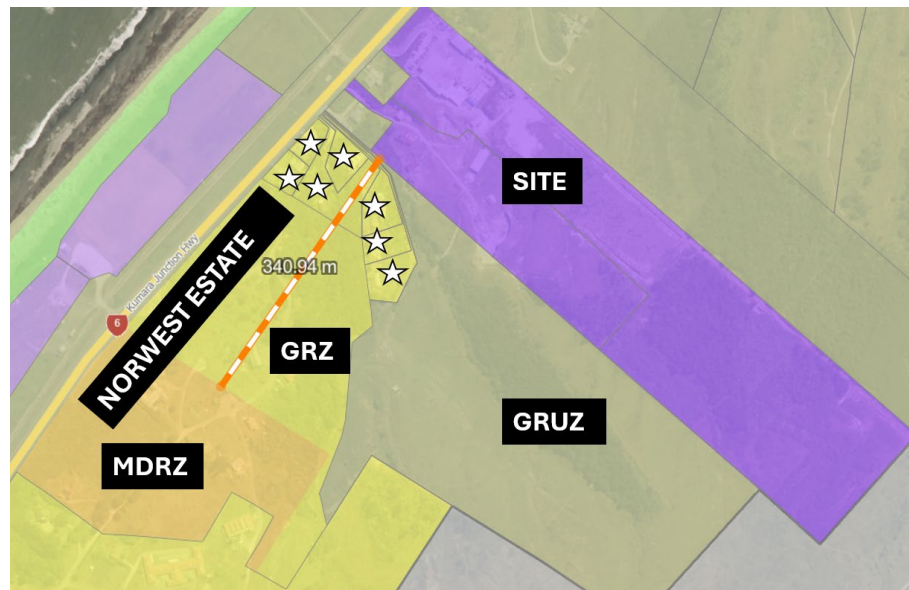 SITE
340.94 m
Kumara Junction Hwy
6
NORWEST ESTATE
GRZ
GRUZ
MDRZ